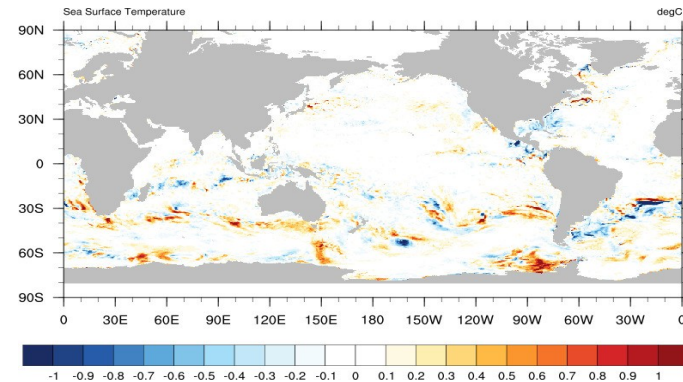 Sea Surface Temperature degC
90N
60N
30N
0
30S
60S
90S
0 30E 60E 90E 120E 150E 180 150W 120W 90W 60W 30W 0
-1 -0.9 -0.8 -0.7 -0.6 -0.5 -0.4 -0.3 -0.2 -0.1 0 0.1 0.2 0.3 0.4 0.5 0.6 0.7 0.8 0.9 1